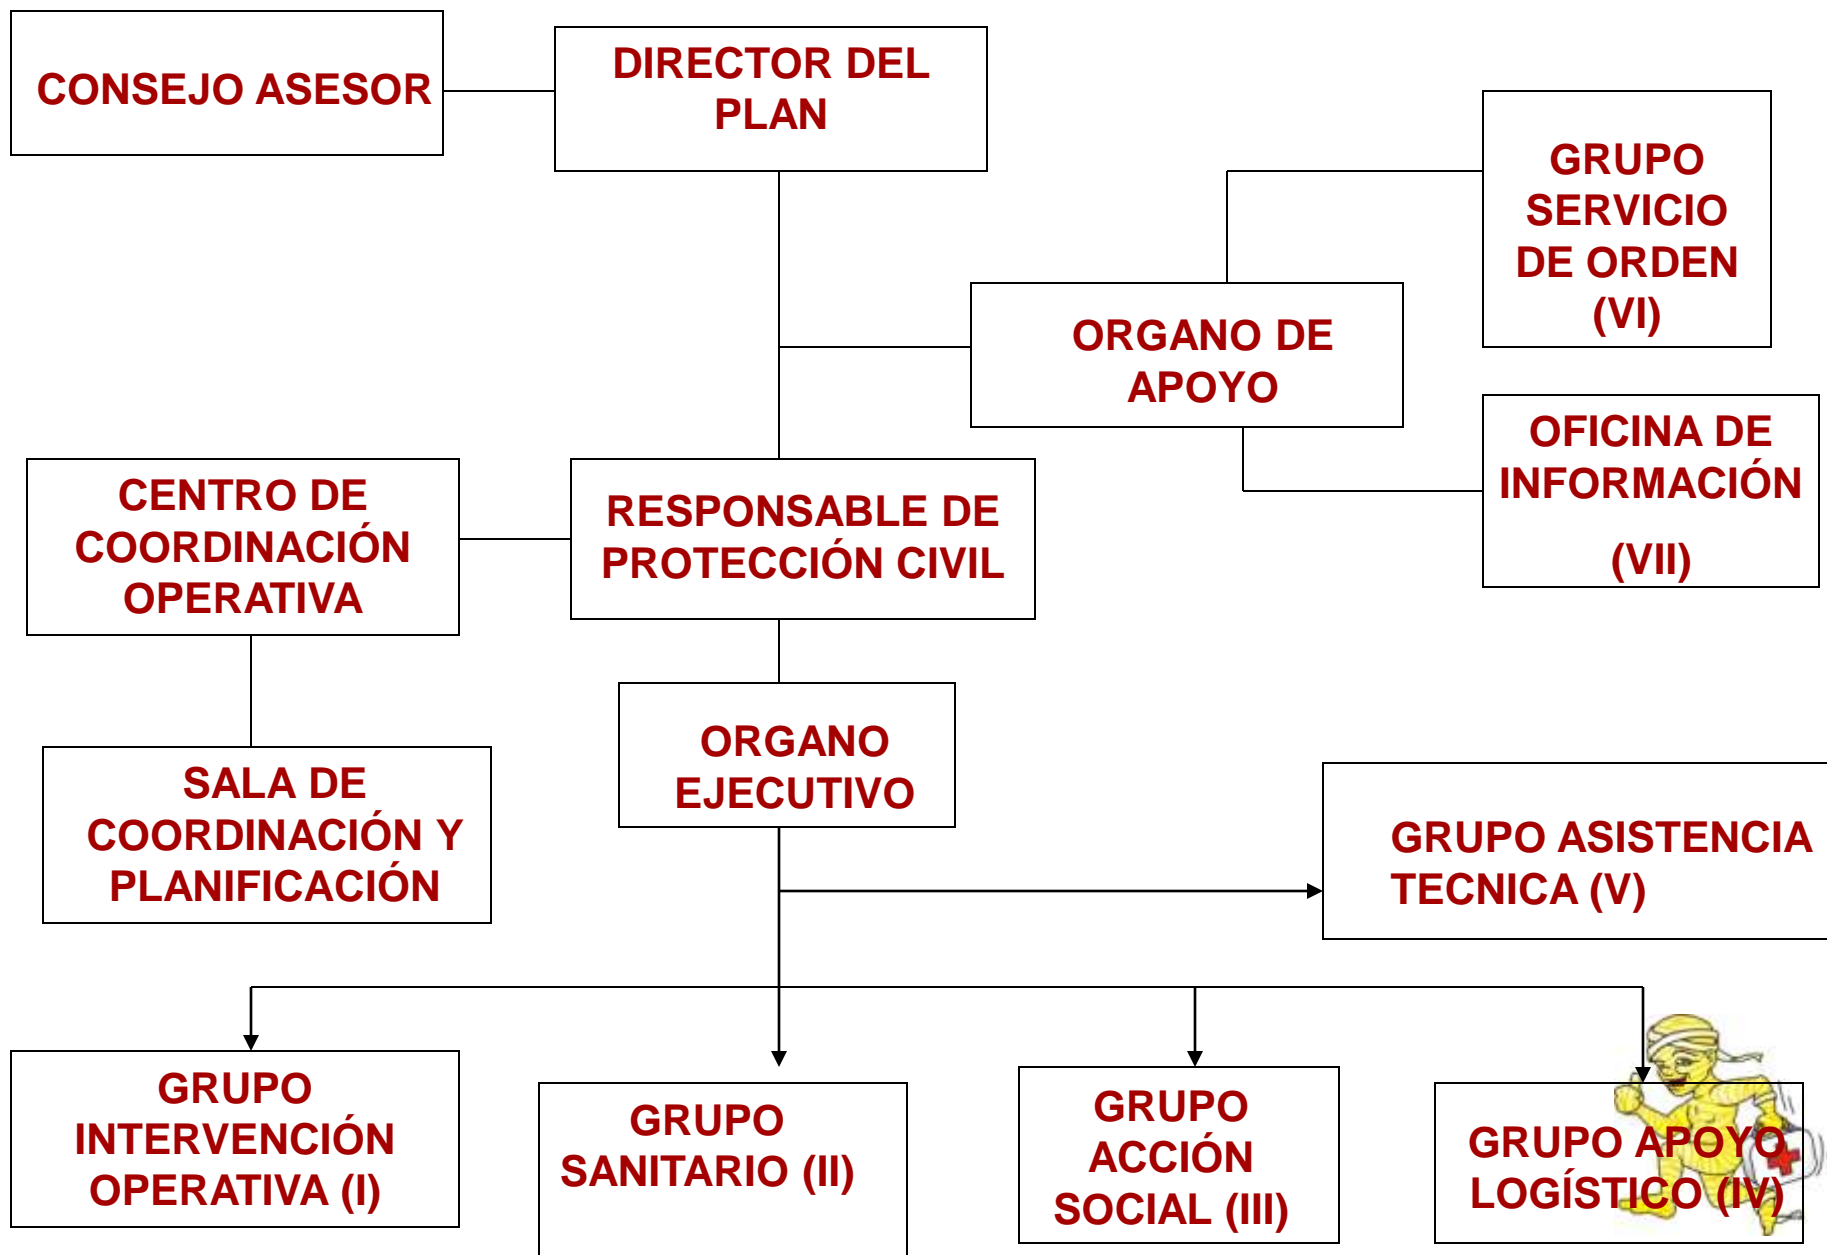 CONSEJO ASESOR
DIRECTOR DEL
PLAN
GRUPO
SERVICIO
DE ORDEN
(VI)
ORGANO DE
APOYO
OFICINA DE
INFORMACIÓN
(VII)
CENTRO DE
COORDINACIÓN
OPERATIVA
RESPONSABLE DE
PROTECCIÓN CIVIL
ORGANO
EJECUTIVO
SALA DE
COORDINACIÓN Y
PLANIFICACIÓN
GRUPO ASISTENCIA
TECNICA (V)
GRUPO
INTERVENCIÓN
OPERATIVA (I)
GRUPO
SANITARIO (II)
GRUPO
ACCIÓN
SOCIAL (III)
GRUPO APOYO
LOGÍSTICO (IV)